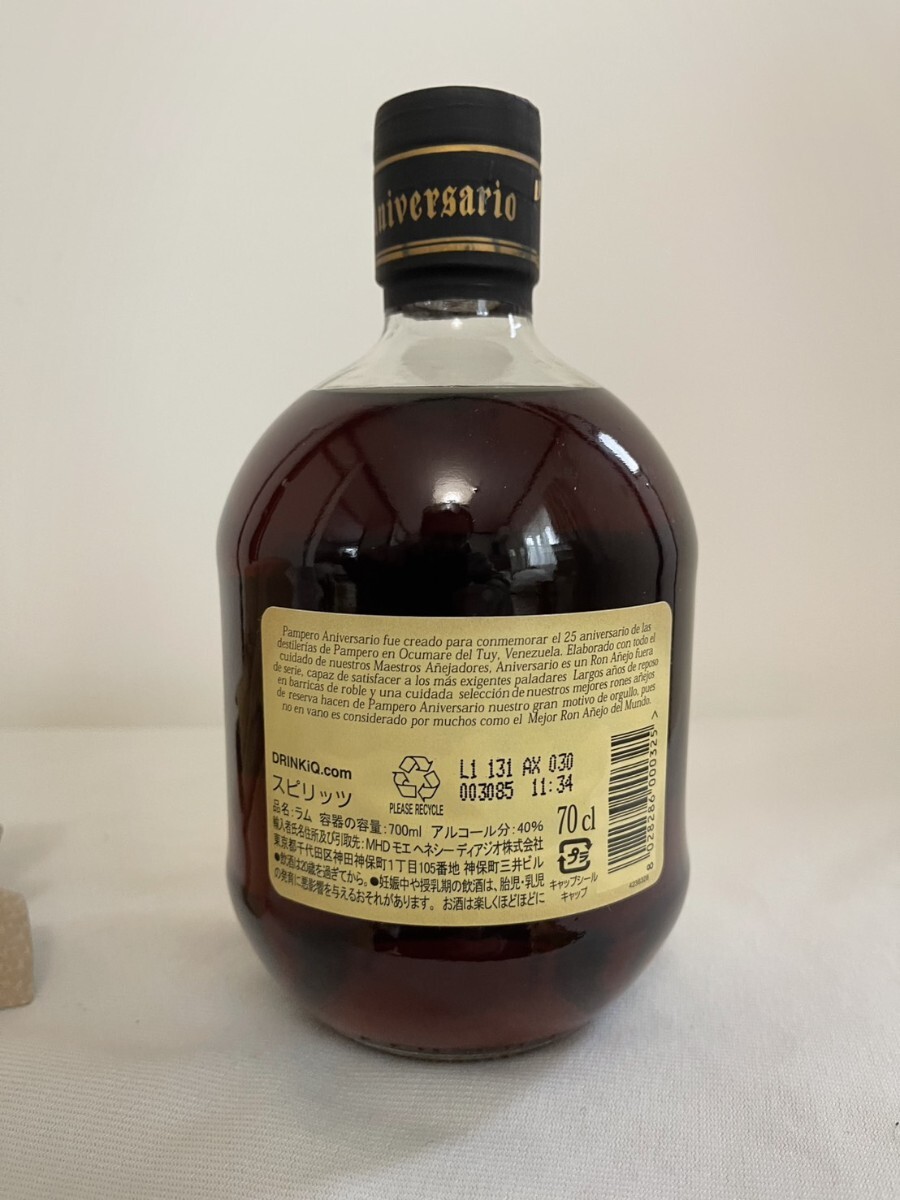 niversario
Pampero Aniversario fue creado para conmemorar el 25 aniversario de las
destilerías de Pampero en Ocumare del Tuy, Venezuela. Elaborado con todo el
cuidado de nuestros Maestros Añejadores, Aniversario es un Ron Añejo fuera
de serie, capaz de satisfacer a los más exigentes paladares Largos años de reposo
en barricas de roble y una cuidada selección de nuestros mejores rones añejos
de reserva hacen de Pampero Aniversario nuestro gran motivo de orgullo, pues
no en vano es considerado por muchos como el Mejor Ron Añejo del Mundo.
DRINKiQ.com
スピリッツ
PLEASE RECYCLE
L1 131 AX 030
003085 11:34
品名:ラム 容器の容量:700ml アルコール分:40%
70 cl
輸入者氏名住所及び引取先:MHD モエ ヘネシー ディアジオ株式会社
東京都千代田区神田神保町1丁目105番地 神保町三井ビル
●飲酒は20歳を過ぎてから。●妊娠中や授乳期の飲酒は、胎児・乳児
の発育に悪影響を与えるおそれがあります。 お酒は楽しくほどほどに
プラ
キャップシール
キャップ
8 028286 000325 >